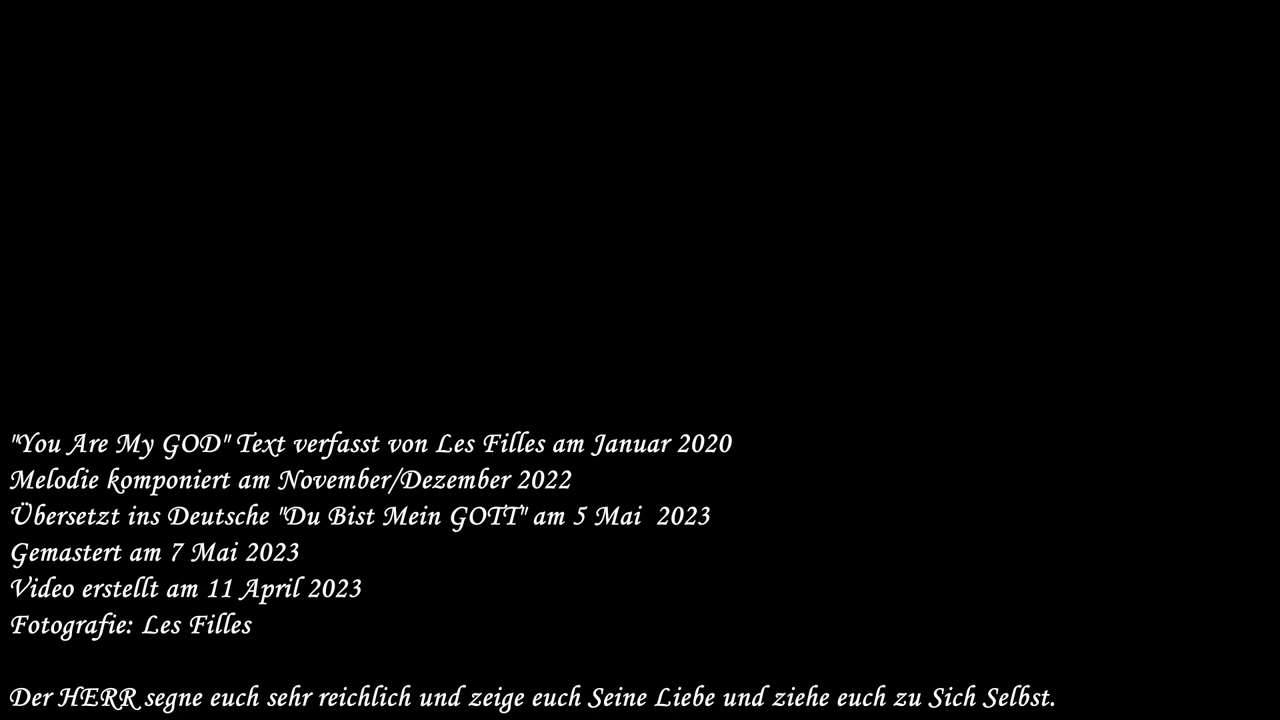 "You Are My GOD" Text verfasst von Les Filles am Januar 2020
Melodie komponiert am November/Dezember 2022
Übersetzt ins Deutsche "Du Bist Mein GOTT" am 5 Mai  2023
Gemastert am 7 Mai 2023
Video erstellt am 11 April 2023
Fotografie: Les Filles
Der HERR segne euch sehr reichlich und zeige euch Seine Liebe und ziehe euch zu Sich Selbst.